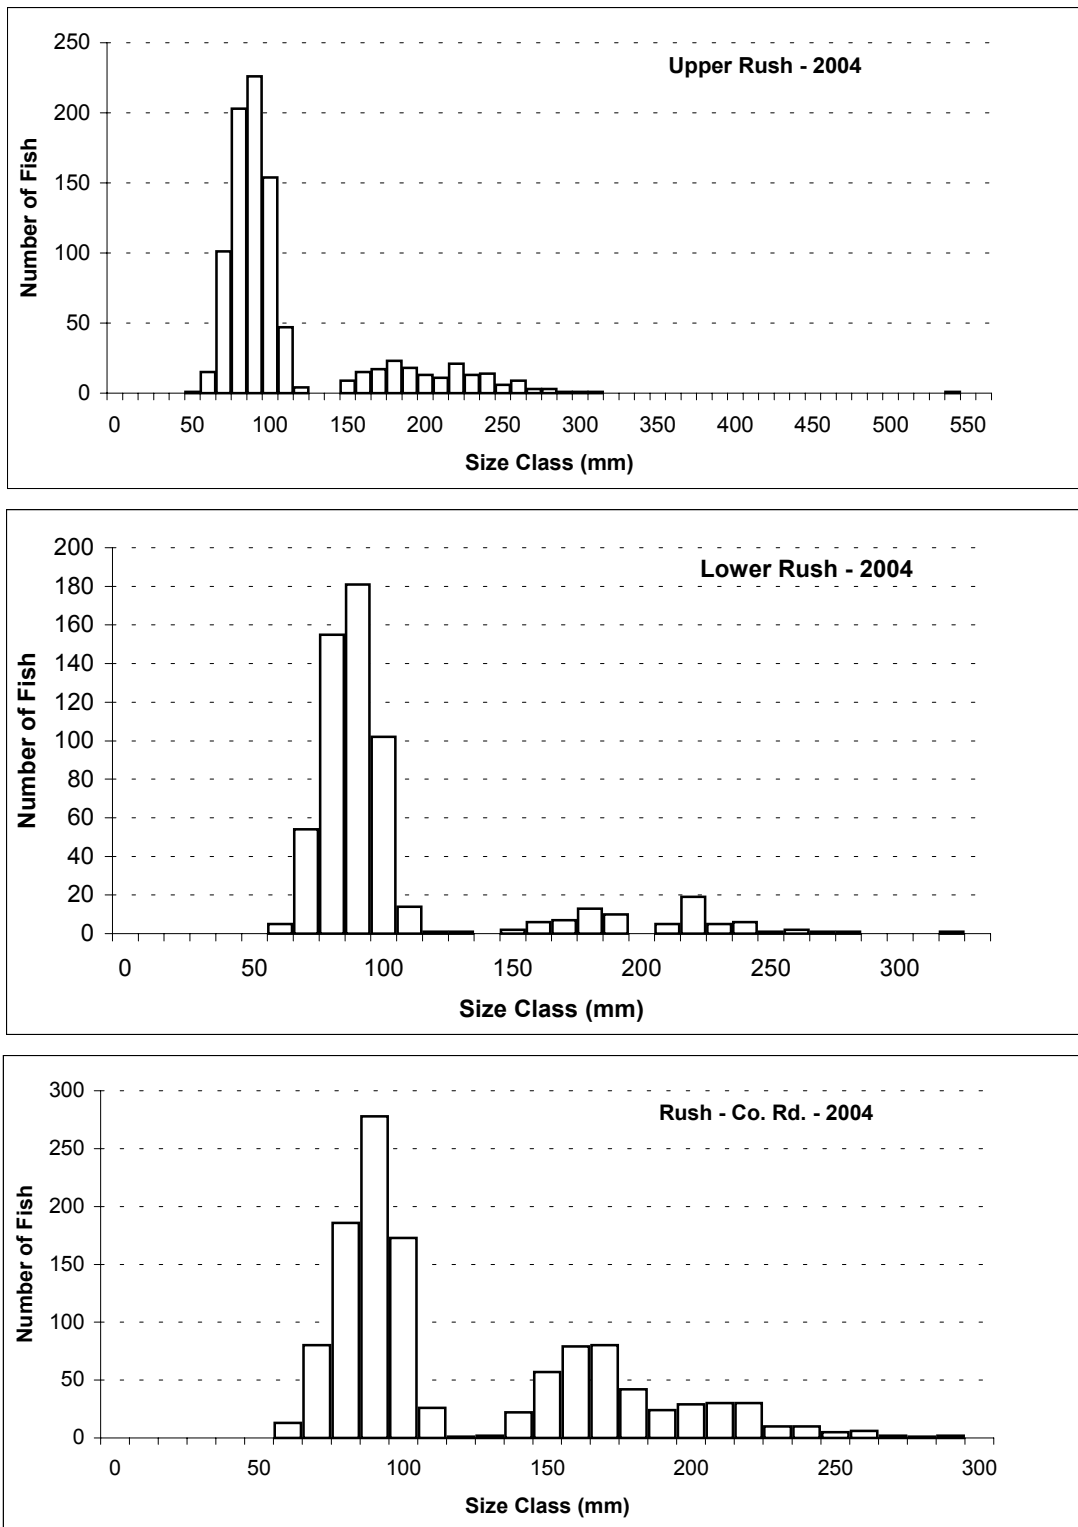 Upper Rush - 2004
Number of Fish
250
200
150
100
50
0
0 50 100 150 200 250 300 350 400 450 500 550
Size Class (mm)
Lower Rush - 2004
Number of Fish
200
180
160
140
120
100
80
60
40
20
0
0 50 100 150 200 250 300
Size Class (mm)
Rush - Co. Rd. - 2004
Number of Fish
300
250
200
150
100
50
0
0 50 100 150 200 250 300
Size Class (mm)